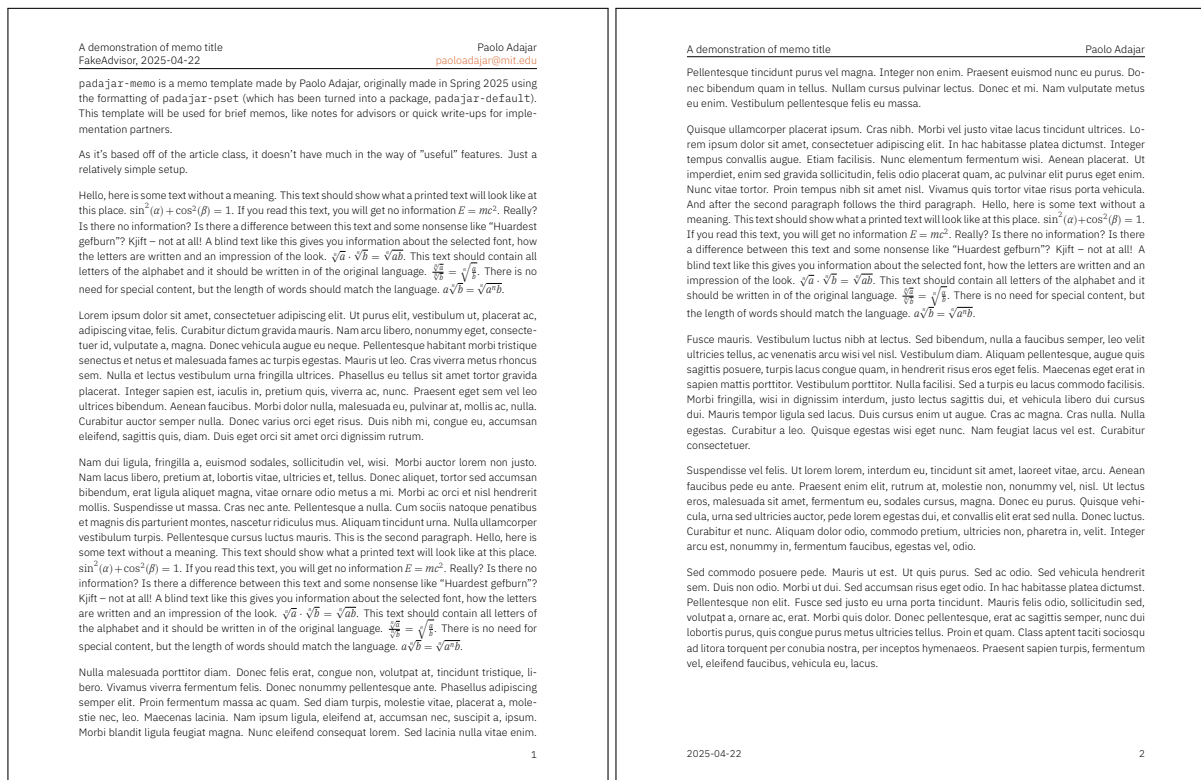 A demonstration of memo title Paolo Adajar
FakeAdvisor, 2025-04-22 paoloadajar@mit.edu
padajar-memo is a memo template made by Paolo Adajar, originally made in Spring 2025 using
the formatting of padajar-pset (which has been turned into a package, padajar-default).
This template will be used for brief memos, like notes for advisors or quick write-ups for imple-
mentation partners.
As it's based off of the article class, it doesn't have much in the way of "useful" features. Just a
relatively simple setup.
Hello, here is some text without a meaning. This text should show what a printed text will look like at
this place. sin²(α) + cos²(β) = 1. If you read this text, you will get no information E = mc². Really?
Is there no information? Is there a difference between this text and some nonsense like “Huardest
gefburn”? Kjift – not at all! A blind text like this gives you information about the selected font, how
the letters are written and an impression of the look. ⁿ√a · ⁿ√b = ⁿ√ab. This text should contain all
letters of the alphabet and it should be written in of the original language. ⁿ√a/ⁿ√b = ⁿ√(a/b). There is no
need for special content, but the length of words should match the language. aⁿ√b = ⁿ√aⁿb.
Lorem ipsum dolor sit amet, consectetuer adipiscing elit. Ut purus elit, vestibulum ut, placerat ac,
adipiscing vitae, felis. Curabitur dictum gravida mauris. Nam arcu libero, nonummy eget, consecte-
tuer id, vulputate a, magna. Donec vehicula augue eu neque. Pellentesque habitant morbi tristique
senectus et netus et malesuada fames ac turpis egestas. Mauris ut leo. Cras viverra metus rhoncus
sem. Nulla et lectus vestibulum urna fringilla ultrices. Phasellus eu tellus sit amet tortor gravida
placerat. Integer sapien est, iaculis in, pretium quis, viverra ac, nunc. Praesent eget sem vel leo
ultrices bibendum. Aenean faucibus. Morbi dolor nulla, malesuada eu, pulvinar at, mollis ac, nulla.
Curabitur auctor semper nulla. Donec varius orci eget risus. Duis nibh mi, congue eu, accumsan
eleifend, sagittis quis, diam. Duis eget orci sit amet orci dignissim rutrum.
Nam dui ligula, fringilla a, euismod sodales, sollicitudin vel, wisi. Morbi auctor lorem non justo.
Nam lacus libero, pretium at, lobortis vitae, ultricies et, tellus. Donec aliquet, tortor sed accumsan
bibendum, erat ligula aliquet magna, vitae ornare odio metus a mi. Morbi ac orci et nisl hendrerit
mollis. Suspendisse ut massa. Cras nec ante. Pellentesque a nulla. Cum sociis natoque penatibus
et magnis dis parturient montes, nascetur ridiculus mus. Aliquam tincidunt urna. Nulla ullamcorper
vestibulum turpis. Pellentesque cursus luctus mauris. This is the second paragraph. Hello, here is
some text without a meaning. This text should show what a printed text will look like at this place.
sin²(α) + cos²(β) = 1. If you read this text, you will get no information E = mc². Really? Is there no
information? Is there a difference between this text and some nonsense like “Huardest gefburn”?
Kjift – not at all! A blind text like this gives you information about the selected font, how the letters
are written and an impression of the look. ⁿ√a · ⁿ√b = ⁿ√ab. This text should contain all letters of
the alphabet and it should be written in of the original language. ⁿ√a/ⁿ√b = ⁿ√(a/b). There is no need for
special content, but the length of words should match the language. aⁿ√b = ⁿ√aⁿb.
Nulla malesuada porttitor diam. Donec felis erat, congue non, volutpat at, tincidunt tristique, li-
bero. Vivamus viverra fermentum felis. Donec nonummy pellentesque ante. Phasellus adipiscing
semper elit. Proin fermentum massa ac quam. Sed diam turpis, molestie vitae, placerat a, mole-
stie nec, leo. Maecenas lacinia. Nam ipsum ligula, eleifend at, accumsan nec, suscipit a, ipsum.
Morbi blandit ligula feugiat magna. Nunc eleifend consequat lorem. Sed lacinia nulla vitae enim.
1
A demonstration of memo title Paolo Adajar
Pellentesque tincidunt purus vel magna. Integer non enim. Praesent euismod nunc eu purus. Do-
nec bibendum quam in tellus. Nullam cursus pulvinar lectus. Donec et mi. Nam vulputate metus
eu enim. Vestibulum pellentesque felis eu massa.
Quisque ullamcorper placerat ipsum. Cras nibh. Morbi vel justo vitae lacus tincidunt ultrices. Lo-
rem ipsum dolor sit amet, consectetuer adipiscing elit. In hac habitasse platea dictumst. Integer
tempus convallis augue. Etiam facilisis. Nunc elementum fermentum wisi. Aenean placerat. Ut
imperdiet, enim sed gravida sollicitudin, felis odio placerat quam, ac pulvinar elit purus eget enim.
Nunc vitae tortor. Proin tempus nibh sit amet nisl. Vivamus quis tortor vitae risus porta vehicula.
And after the second paragraph follows the third paragraph. Hello, here is some text without a
meaning. This text should show what a printed text will look like at this place. sin²(α)+cos²(β) = 1.
If you read this text, you will get no information E = mc². Really? Is there no information? Is there
a difference between this text and some nonsense like “Huardest gefburn”? Kjift – not at all! A
blind text like this gives you information about the selected font, how the letters are written and an
impression of the look. ⁿ√a · ⁿ√b = ⁿ√ab. This text should contain all letters of the alphabet and it
should be written in of the original language. ⁿ√a/ⁿ√b = ⁿ√(a/b). There is no need for special content, but
the length of words should match the language. aⁿ√b = ⁿ√aⁿb.
Fusce mauris. Vestibulum luctus nibh at lectus. Sed bibendum, nulla a faucibus semper, leo velit
ultricies tellus, ac venenatis arcu wisi vel nisl. Vestibulum diam. Aliquam pellentesque, augue quis
sagittis posuere, turpis lacus congue quam, in hendrerit risus eros eget felis. Maecenas eget erat in
sapien mattis porttitor. Vestibulum porttitor. Nulla facilisi. Sed a turpis eu lacus commodo facilisis.
Morbi fringilla, wisi in dignissim interdum, justo lectus sagittis dui, et vehicula libero dui cursus
dui. Mauris tempor ligula sed lacus. Duis cursus enim ut augue. Cras ac magna. Cras nulla. Nulla
egestas. Curabitur a leo. Quisque egestas wisi eget nunc. Nam feugiat lacus vel est. Curabitur
consectetuer.
Suspendisse vel felis. Ut lorem lorem, interdum eu, tincidunt sit amet, laoreet vitae, arcu. Aenean
faucibus pede eu ante. Praesent enim elit, rutrum at, molestie non, nonummy vel, nisl. Ut lectus
eros, malesuada sit amet, fermentum eu, sodales cursus, magna. Donec eu purus. Quisque vehi-
cula, urna sed ultricies auctor, pede lorem egestas dui, et convallis elit erat sed nulla. Donec luctus.
Curabitur et nunc. Aliquam dolor odio, commodo pretium, ultricies non, pharetra in, velit. Integer
arcu est, nonummy in, fermentum faucibus, egestas vel, odio.
Sed commodo posuere pede. Mauris ut est. Ut quis purus. Sed ac odio. Sed vehicula hendrerit
sem. Duis non odio. Morbi ut dui. Sed accumsan risus eget odio. In hac habitasse platea dictumst.
Pellentesque non elit. Fusce sed justo eu urna porta tincidunt. Mauris felis odio, sollicitudin sed,
volutpat a, ornare ac, erat. Morbi quis dolor. Donec pellentesque, erat ac sagittis semper, nunc dui
lobortis purus, quis congue purus metus ultricies tellus. Proin et quam. Class aptent taciti sociosqu
ad litora torquent per conubia nostra, per inceptos hymenaeos. Praesent sapien turpis, fermentum
vel, eleifend faucibus, vehicula eu, lacus.
2025-04-22 2